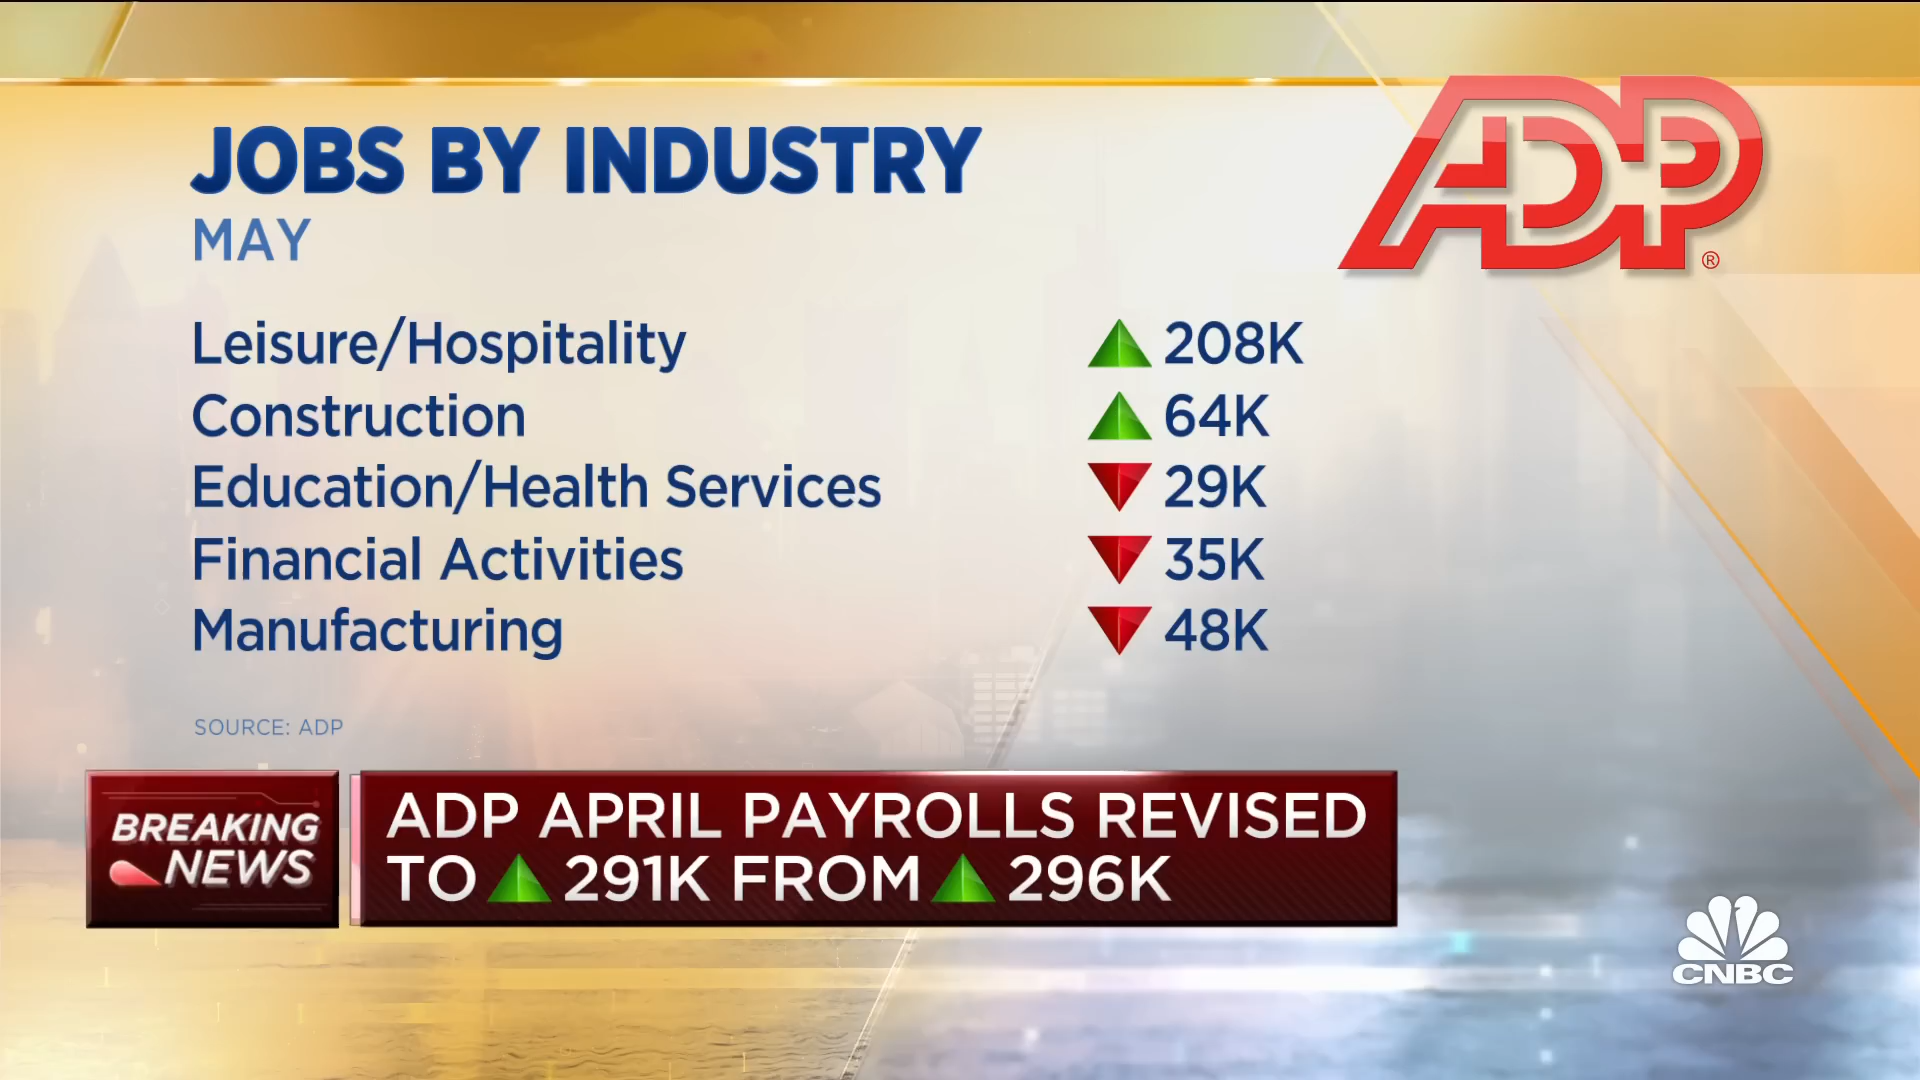 JOBS BY INDUSTRY
MAY
ADP®
Leisure/Hospitality 208K
Construction 64K
Education/Health Services 29K
Financial Activities 35K
Manufacturing 48K
SOURCE: ADP
BREAKING
NEWS
ADP APRIL PAYROLLS REVISED
TO 291K FROM 296K
CNBC